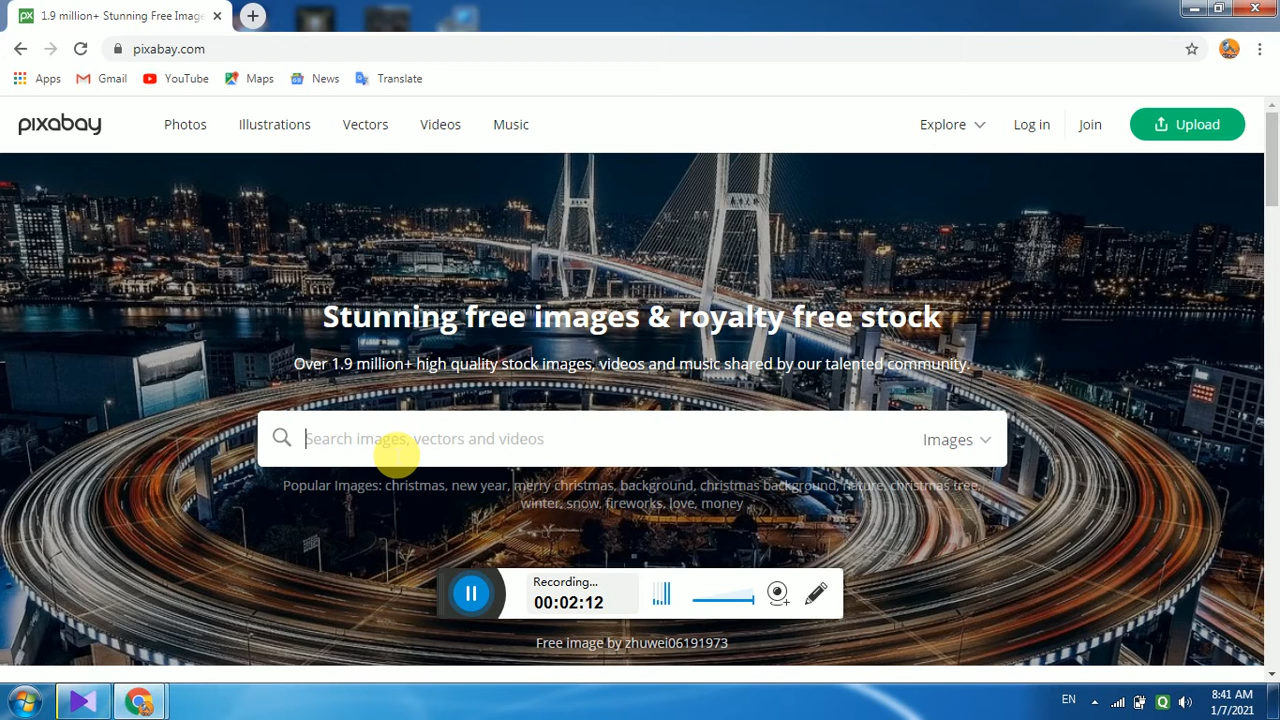 1.9 million+ Stunning Free Image
pixabay.com
Apps Gmail YouTube Maps News Translate
pixabay Photos Illustrations Vectors Videos Music Explore Log in Join Upload
Stunning free images & royalty free stock
Over 1.9 million+ high quality stock images, videos and music shared by our talented community.
Search images, vectors and videos Images
Popular Images: christmas, new year, merry christmas, background, christmas background, nature, christmas tree,
winter, snow, fireworks, love, money
Recording...
00:02:12
Free image by zhuwei06191973
EN 8:41 AM
1/7/2021